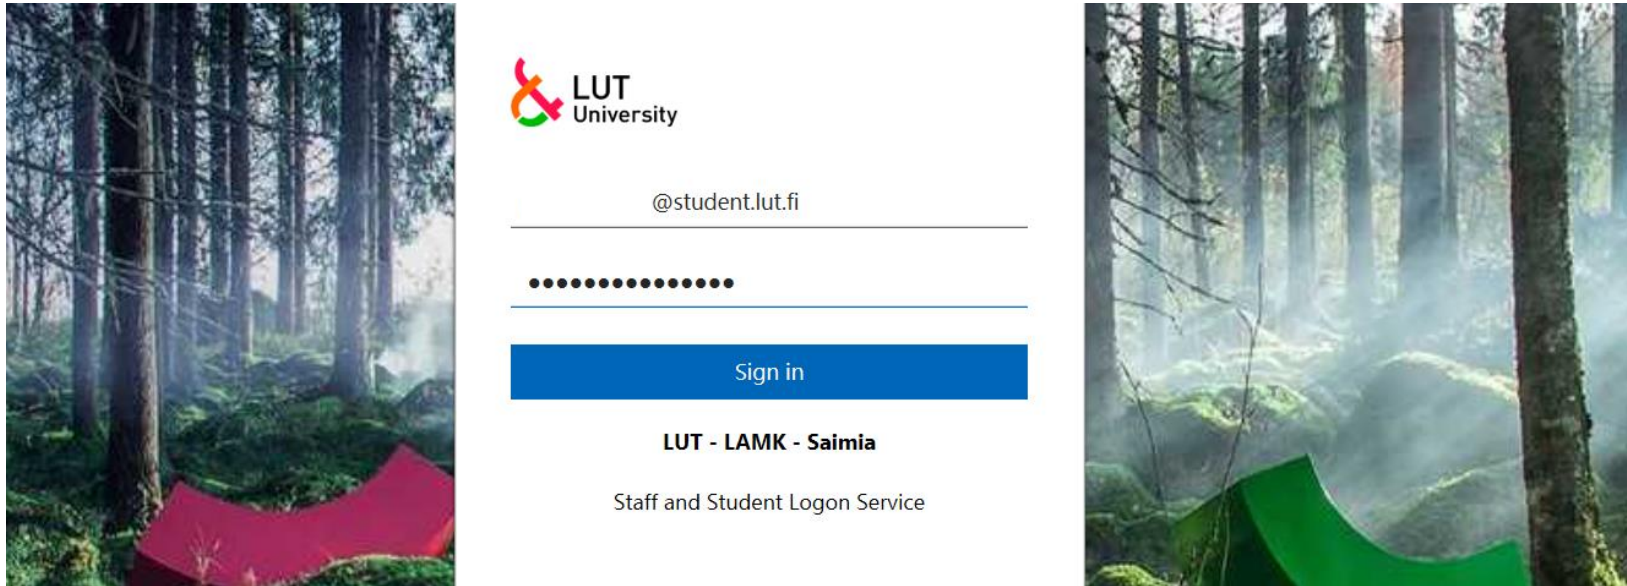 LUT
University
@student.lut.fi
•••••••••••••••
Sign in
LUT - LAMK - Saimia
Staff and Student Logon Service